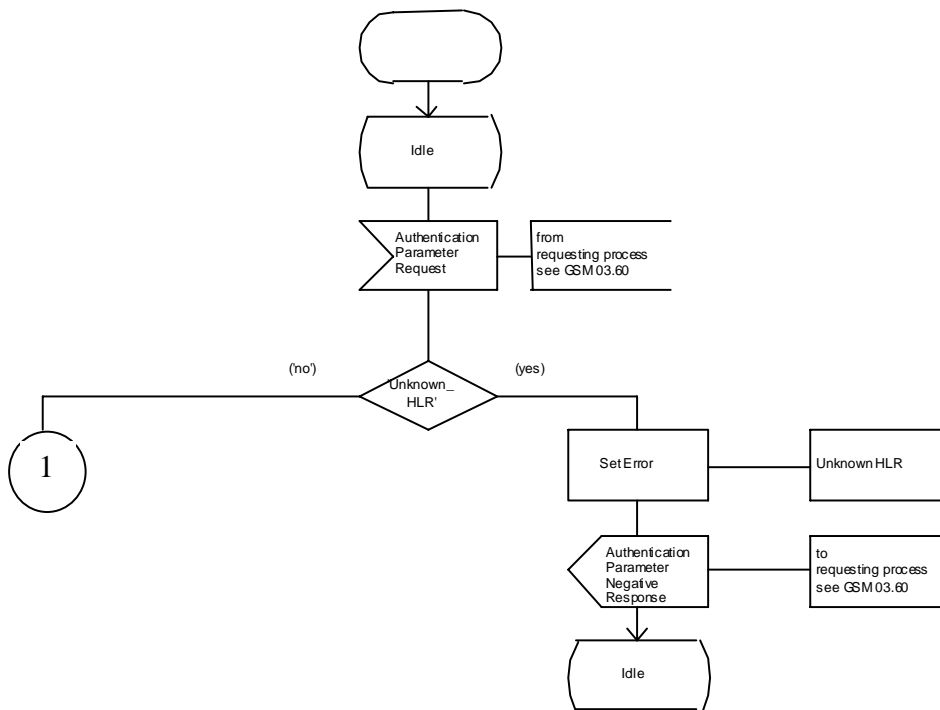 Idle
Authentication
Parameter
Request
from
requesting process
see GSM 03.60
('no')
'Unknown_
HLR'
(yes)
1
Set Error
Unknown HLR
Authentication
Parameter
Negative
Response
to
requesting process
see GSM 03.60
Idle